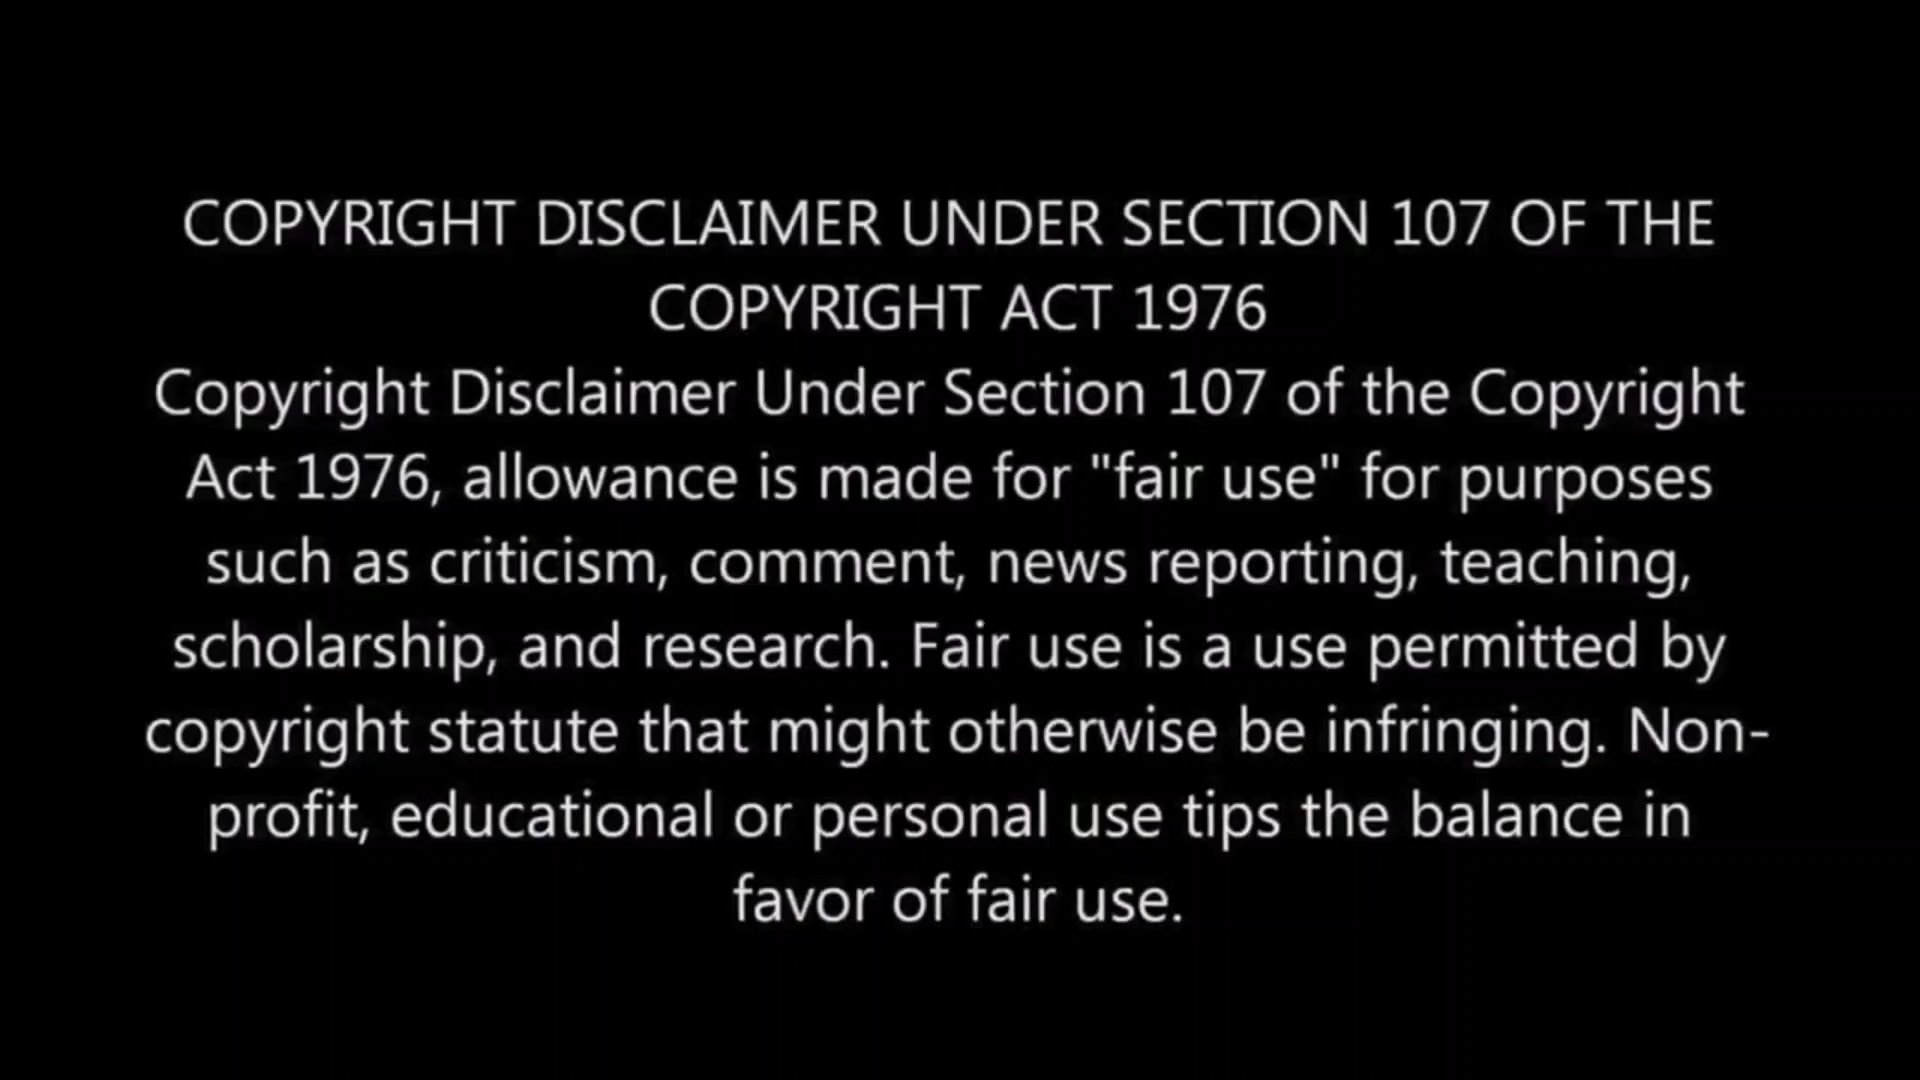 COPYRIGHT DISCLAIMER UNDER SECTION 107 OF THE
COPYRIGHT ACT 1976
Copyright Disclaimer Under Section 107 of the Copyright
Act 1976, allowance is made for "fair use" for purposes
such as criticism, comment, news reporting, teaching,
scholarship, and research. Fair use is a use permitted by
copyright statute that might otherwise be infringing. Non-
profit, educational or personal use tips the balance in
favor of fair use.